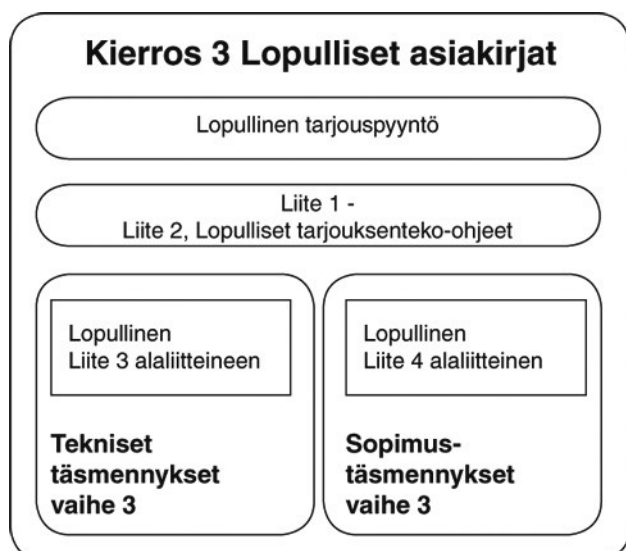 Kierros 3 Lopulliset asiakirjat
Lopullinen tarjouspyyntö
Liite 1 -
Liite 2, Lopulliset tarjouksenteko-ohjeet
Lopullinen
Liite 3 alaliitteineen
Tekniset
täsmennykset
vaihe 3
Lopullinen
Liite 4 alaliitteinen
Sopimus-
täsmennykset
vaihe 3